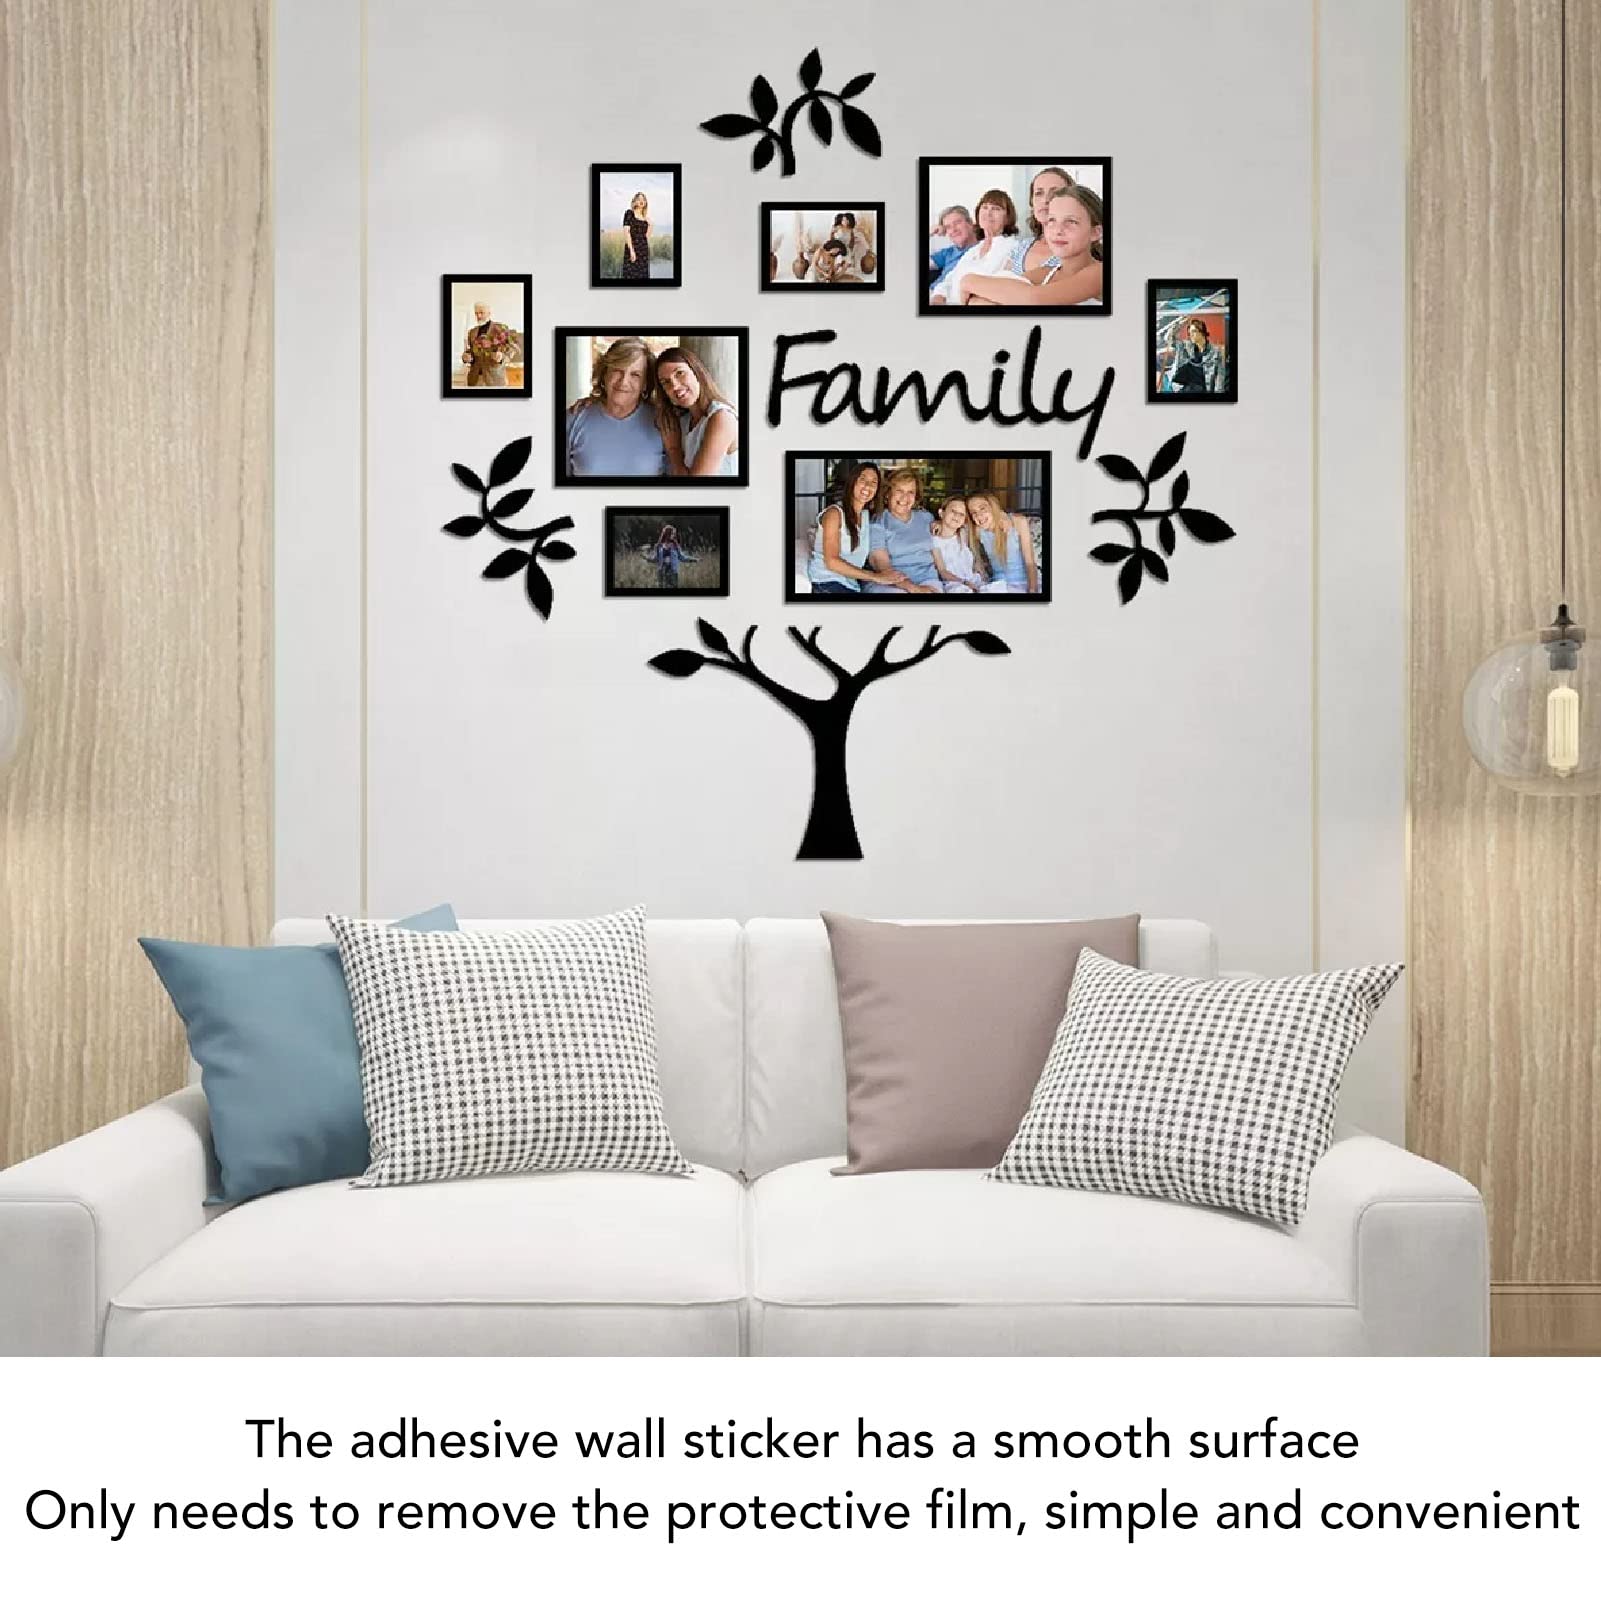 Family
The adhesive wall sticker has a smooth surface
Only needs to remove the protective film, simple and convenient